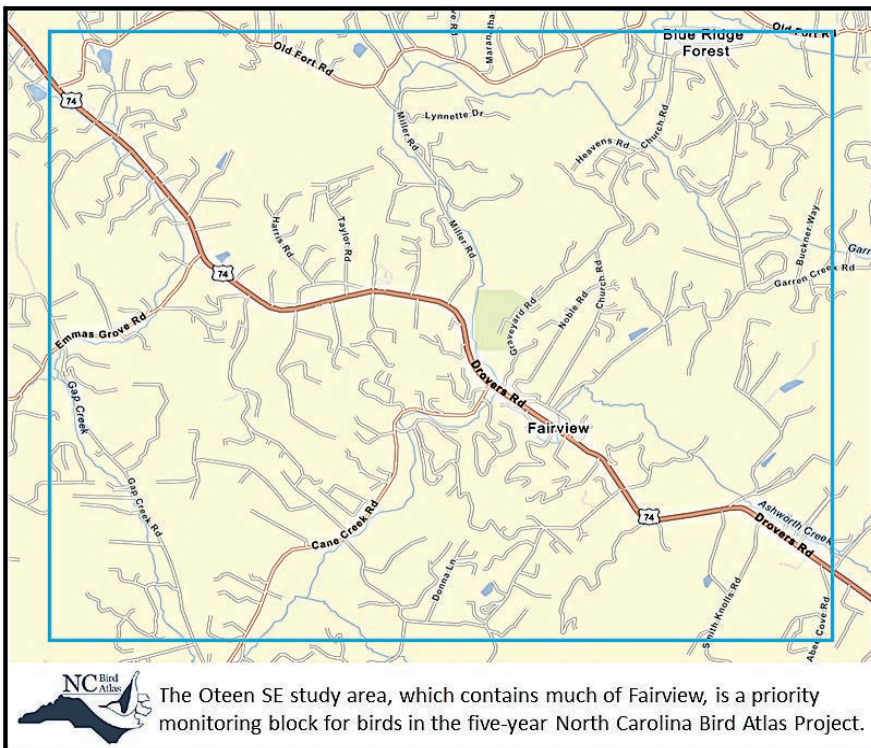 Old Fort Rd
Maran
tha
Blue Ridge
Forest
Old Fort Rd
74
Miller Rd
Lynnette Dr
Heavens Rd
Church Rd
Harris Rd
Taylor Rd
Miller Rd
Buckner Way
Garr
Garren Creek Rd
74
Graveyard Rd
Noble Rd
Church Rd
Emmas Grove Rd
Gap Creek
Drovers Rd
Fairview
Gap Creek Rd
Cane Creek Rd
74
Ashworth Creek
Drovers Rd
Donna Ln
Smith Knolls Rd
Abee Cove Rd
NC Bird
Atlas
The Oteen SE study area, which contains much of Fairview, is a priority
monitoring block for birds in the five-year North Carolina Bird Atlas Project.